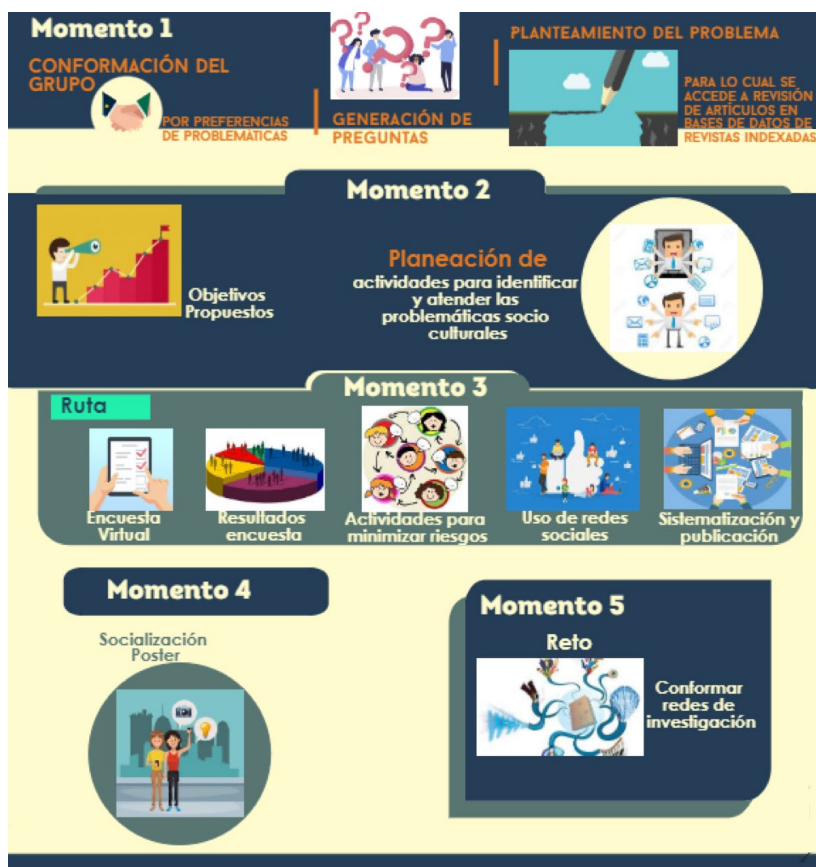 Momento 1
CONFORMACIÓN DEL
GRUPO
POR PREFERENCIAS
DE PROBLEMÁTICAS
GENERACIÓN DE
PREGUNTAS
PLANTEAMIENTO DEL PROBLEMA
PARA LO CUAL SE
ACCEDE A REVISIÓN
DE ARTÍCULOS EN
BASES DE DATOS DE
REVISTAS INDEXADAS
Momento 2
Objetivos
Propuestos
Planeación de
actividades para identificar
y atender las
problemáticas socio
culturales
Momento 3
Ruta
Encuesta
Virtual
Resultados
encuesta
Actividades para
minimizar riesgos
Uso de redes
sociales
Sistematización y
publicación
Momento 4
Socialización
Poster
Momento 5
Reto
Conformar
redes de
investigación